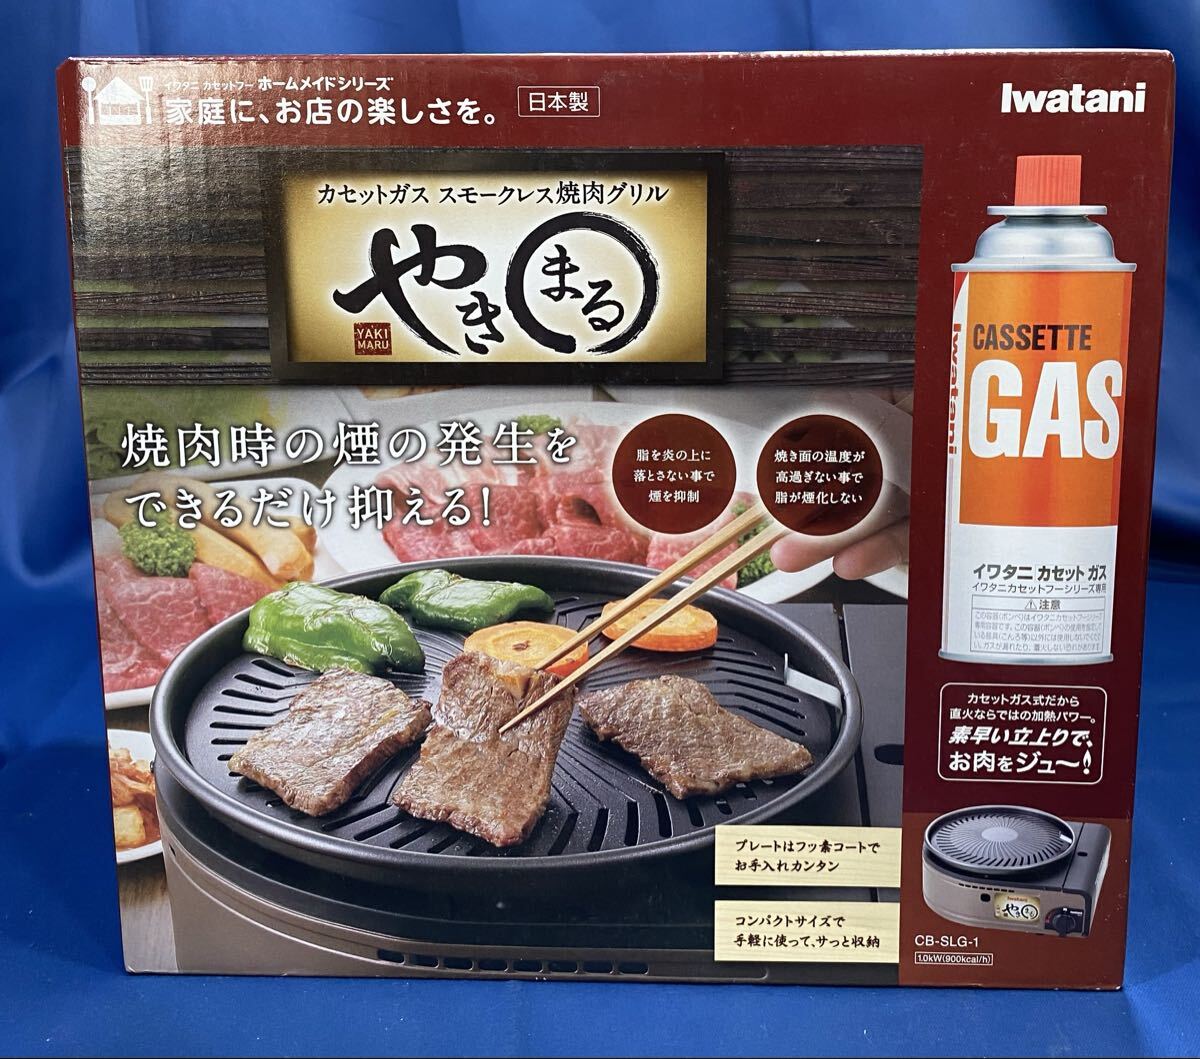 イワタニ カセットフー ホームメイドシリーズ
家庭に、お店の楽しさを。
日本製
Iwatani
カセットガス スモークレス焼肉グリル
やきまる
YAKI
MARU
焼肉時の煙の発生を
できるだけ抑える!
脂を炎の上に
落とさない事で
煙を抑制
焼き面の温度が
高過ぎない事で
脂が煙化しない
Iwatani
CASSETTE
GAS
イワタニ カセットガス
イワタニカセットフーシリーズ専用
⚠注意
カセットガス式だから
直火ならではの加熱パワー。
素早い立上りで、
お肉をジュ〜!
プレートはフッ素コートで
お手入れカンタン
コンパクトサイズで
手軽に使って、サっと収納
Iwatani
やきまる
CB-SLG-1
1.0kW(900kcal/h)